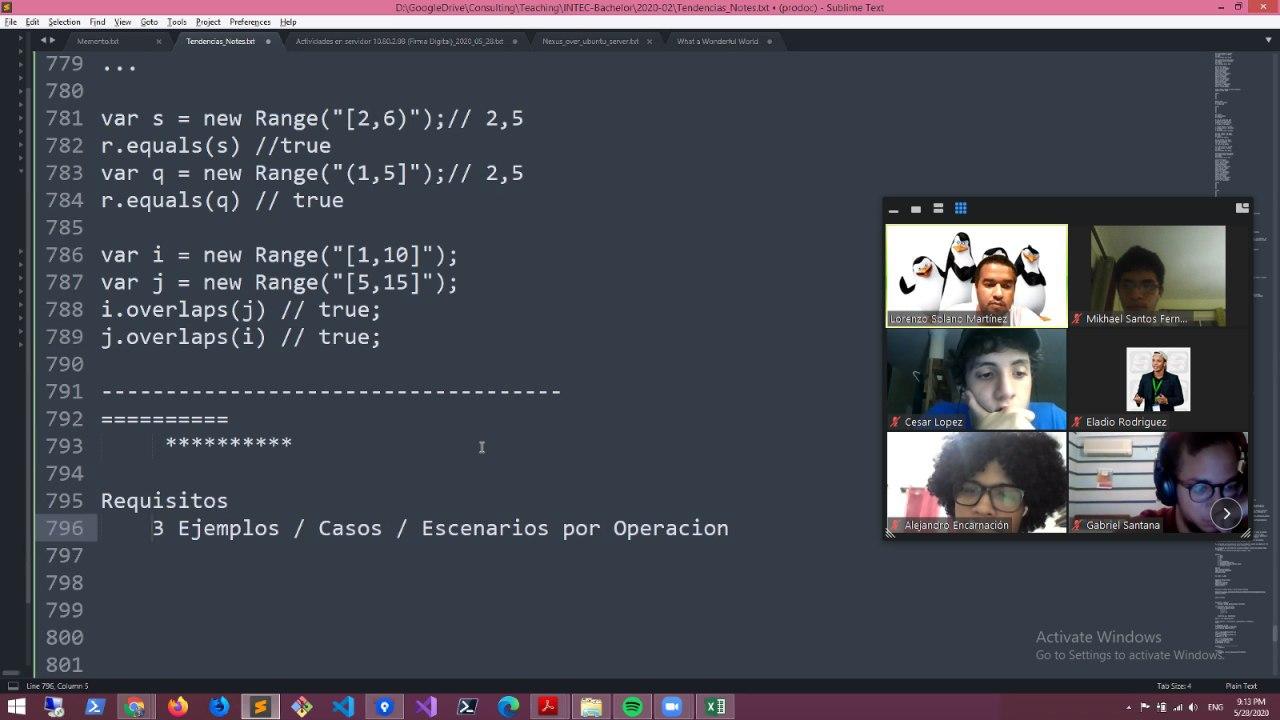 D:\GoogleDrive\Consulting\Teaching\INTEC-Bachelor\2020-02\Tendencias_Notes.txt • (prodoc) - Sublime Text
File Edit Selection Find View Goto Tools Project Preferences Help
Memento.txt Tendencias_Notes.txt Actividades en servidor 10.80.2.98 (Firma Digital)_2020_05_28.txt Nexus_over_ubuntu_server.txt What a Wonderful World
779 ...
780
781 var s = new Range("[2,6)");// 2,5
782 r.equals(s) //true
783 var q = new Range("(1,5]");// 2,5
784 r.equals(q) // true
785
786 var i = new Range("[1,10]");
787 var j = new Range("[5,15]");
788 i.overlaps(j) // true;
789 j.overlaps(i) // true;
790
791 ------------------------------------
792 ==========
793 **********
794
795 Requisitos
796 3 Ejemplos / Casos / Escenarios por Operacion
797
798
799
800
801
Lorenzo Solano Martinez
Mikhael Santos Fern...
Cesar Lopez
Eladio Rodriguez
Alejandro Encarnación
Gabriel Santana
Activate Windows
Go to Settings to activate Windows.
Line 796, Column 5
Tab Size: 4 Plain Text
ENG
9:13 PM
5/28/2020